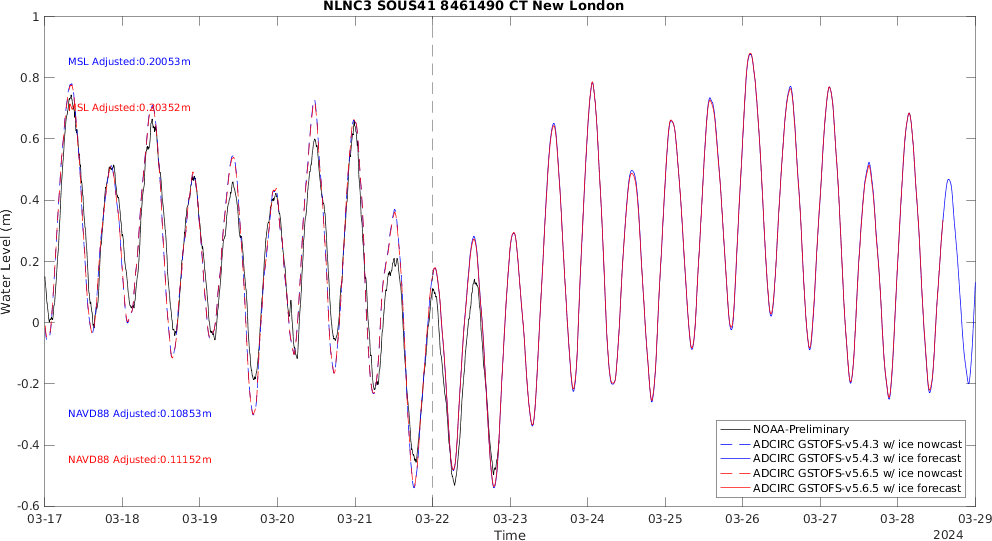 NLNC3 SOUS41 8461490 CT New London
1
0.8
0.6
0.4
0.2
0
-0.2
-0.4
-0.6
Water Level (m)
MSL Adjusted:0.20053m
MSL Adjusted:0.20352m
NAVD88 Adjusted:0.10853m
NAVD88 Adjusted:0.11152m
NOAA-Preliminary
ADCIRC GSTOFS-v5.4.3 w/ ice nowcast
ADCIRC GSTOFS-v5.4.3 w/ ice forecast
ADCIRC GSTOFS-v5.6.5 w/ ice nowcast
ADCIRC GSTOFS-v5.6.5 w/ ice forecast
03-17 03-18 03-19 03-20 03-21 03-22 03-23 03-24 03-25 03-26 03-27 03-28 03-29
Time
2024